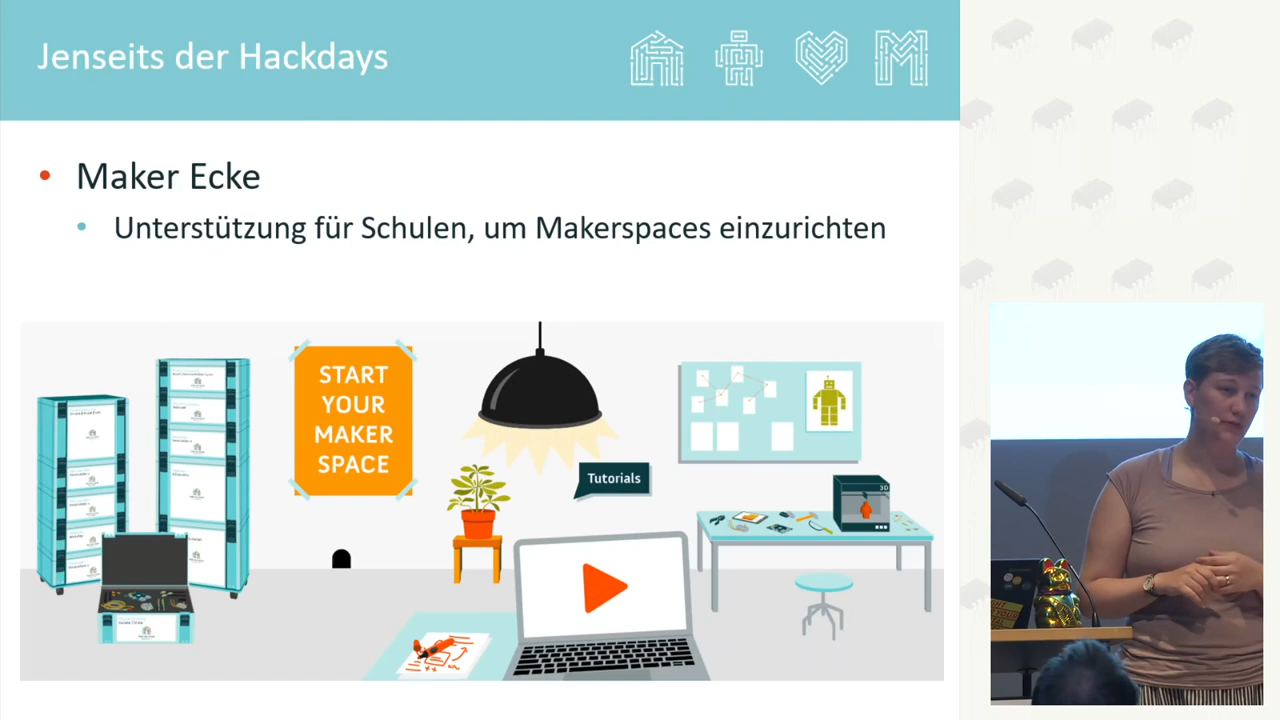 Jenseits der Hackdays
Maker Ecke
Unterstützung für Schulen, um Makerspaces einzurichten
START
YOUR
MAKER
SPACE
Tutorials
3D